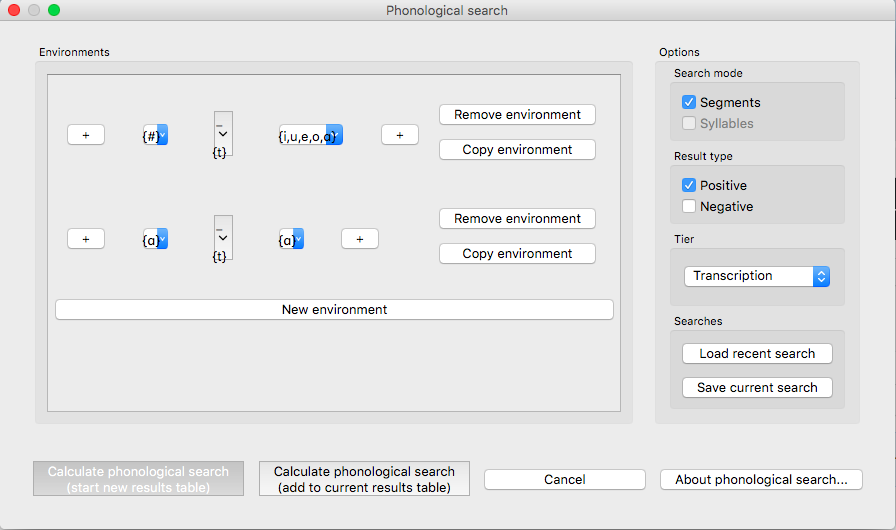 Phonological search
Environments
+ {#} _ {t} {i,u,e,o,ɑ} +
Remove environment
Copy environment
+ {ɑ} _ {t} {ɑ} +
Remove environment
Copy environment
New environment
Options
Search mode
Segments
Syllables
Result type
Positive
Negative
Tier
Transcription
Searches
Load recent search
Save current search
Calculate phonological search
(start new results table)
Calculate phonological search
(add to current results table)
Cancel
About phonological search...